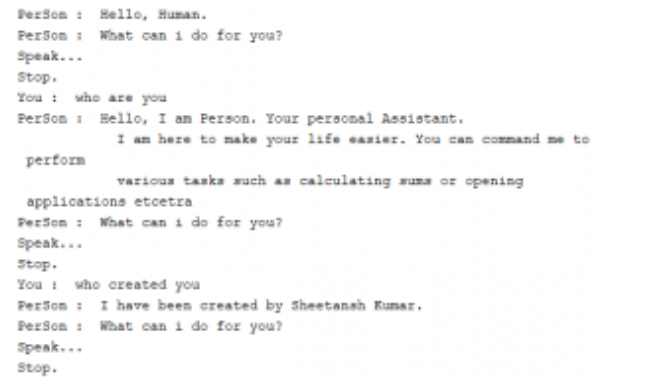 PerSon : Hello, Human.
PerSon : What can i do for you?
Speak...
Stop.
You : who are you
PerSon : Hello, I am Person. Your personal Assistant.
I am here to make your life easier. You can command me to
perform
various tasks such as calculating sums or opening
applications etcetra
PerSon : What can i do for you?
Speak...
Stop.
You : who created you
PerSon : I have been created by Sheetansh Kumar.
PerSon : What can i do for you?
Speak...
Stop.